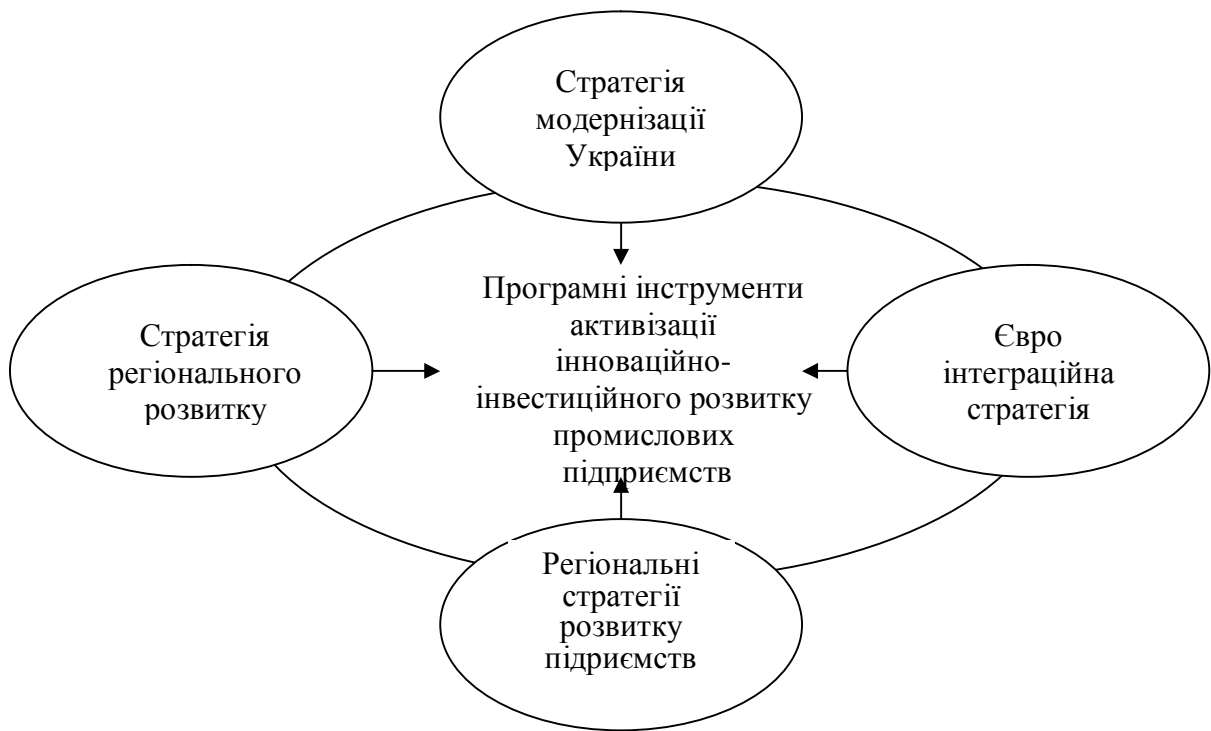 Стратегія
модернізації
України
Програмні інструменти
активізації
інноваційно-
інвестиційного розвитку
промислових
підприємств
Стратегія
регіонального
розвитку
Євро
інтеграційна
стратегія
Регіональні
стратегії
розвитку
підриємств